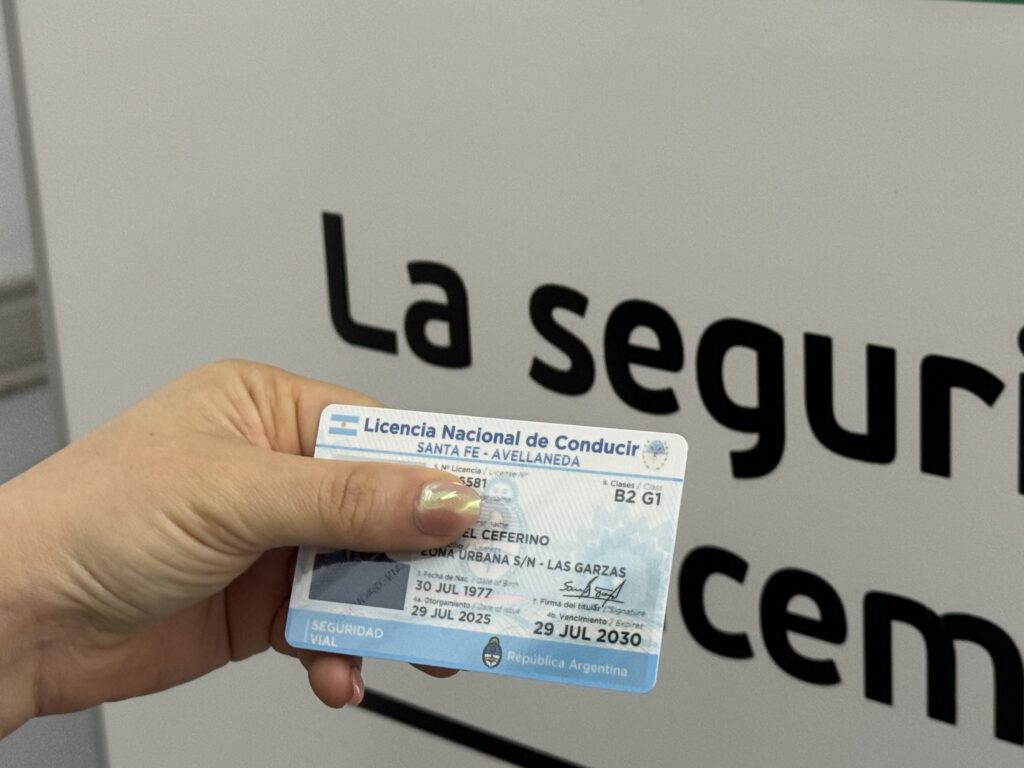 La seguri
cem
Licencia Nacional de Conducir
SANTA FE - AVELLANEDA
5. Nº Licencia / License Nº
6581
9. Clases / Class
B2 G1
EL CEFERINO
ZONA URBANA S/N - LAS GARZAS
3. Fecha de Nac. / Date of Birth
30 JUL 1977
7. Firma del titular / Signature
4a. Otorgamiento / Date of Issue
29 JUL 2025
4b. Vencimiento / Expires
29 JUL 2030
SEGURIDAD
VIAL
República Argentina